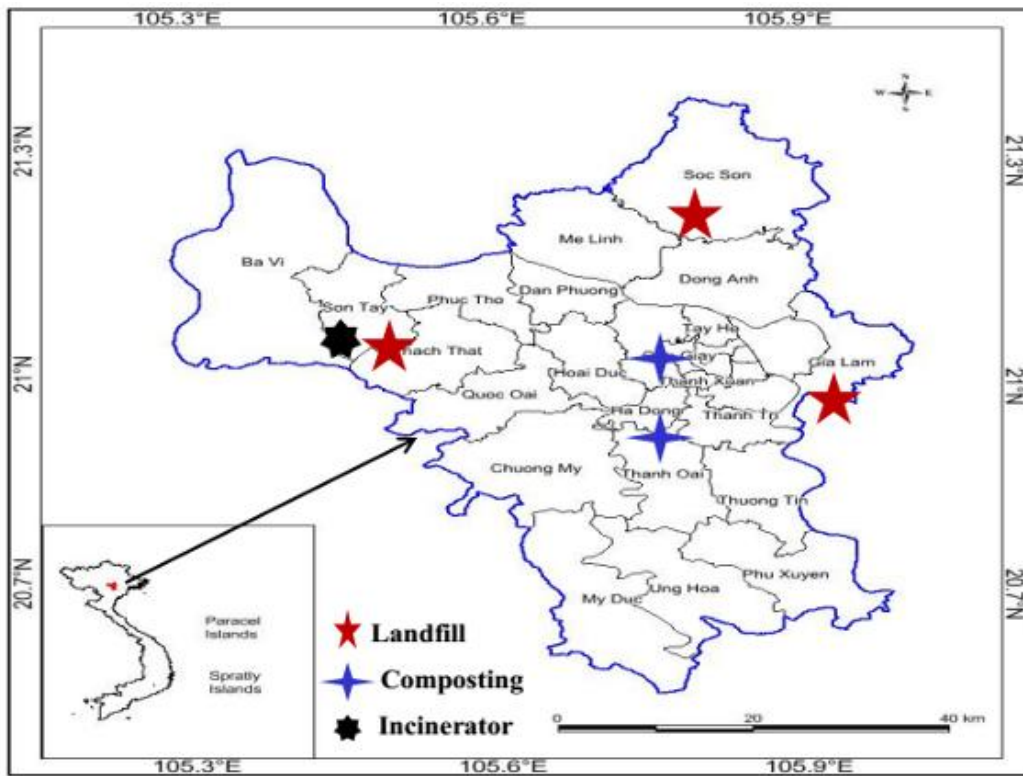 105.3°E 105.6°E 105.9°E
21.3°N
21.3°N
N
W E
S
Soc Son
Me Linh
Ba Vi
Dong Anh
Dan Phuong
Phuc Tho
Son Tay
Tay Ho
Giay
hach That
Gia Lam
Hoai Duc
Thanh Xuan
21°N
21°N
Quoc Oai
Ha Dong
Thanh Tri
Chuong My
Thanh Oai
Thuong Tin
Phu Xuyen
20.7°N
20.7°N
Ung Hoa
My Duc
Paracel
Islands
Spratly
Islands
Landfill
Composting
Incinerator
0 20 40 km
105.3°E 105.6°E 105.9°E